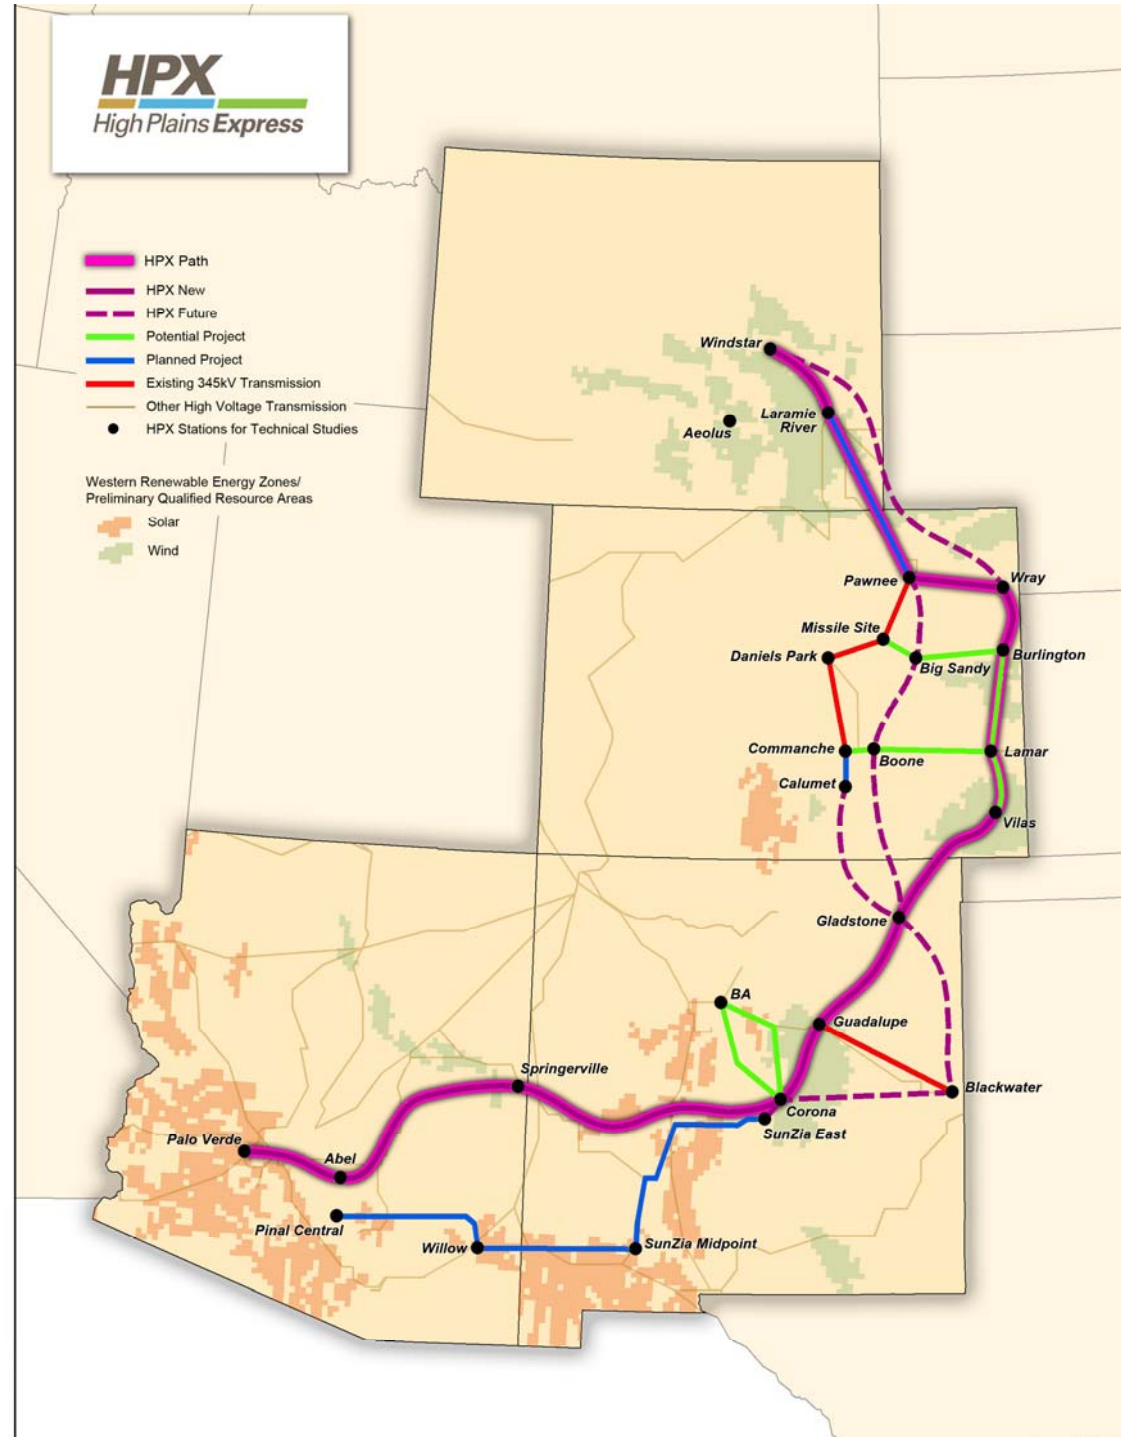 HPX
High Plains Express
HPX Path
HPX New
HPX Future
Potential Project
Planned Project
Existing 345kV Transmission
Other High Voltage Transmission
HPX Stations for Technical Studies
Western Renewable Energy Zones/
Preliminary Qualified Resource Areas
Solar
Wind
Windstar
Laramie
River
Aeolus
Pawnee
Wray
Missile Site
Daniels Park
Big Sandy
Burlington
Commanche
Boone
Lamar
Calumet
Vilas
Gladstone
BA
Guadalupe
Springerville
Blackwater
Corona
SunZia East
Palo Verde
Abel
Pinal Central
Willow
SunZia Midpoint